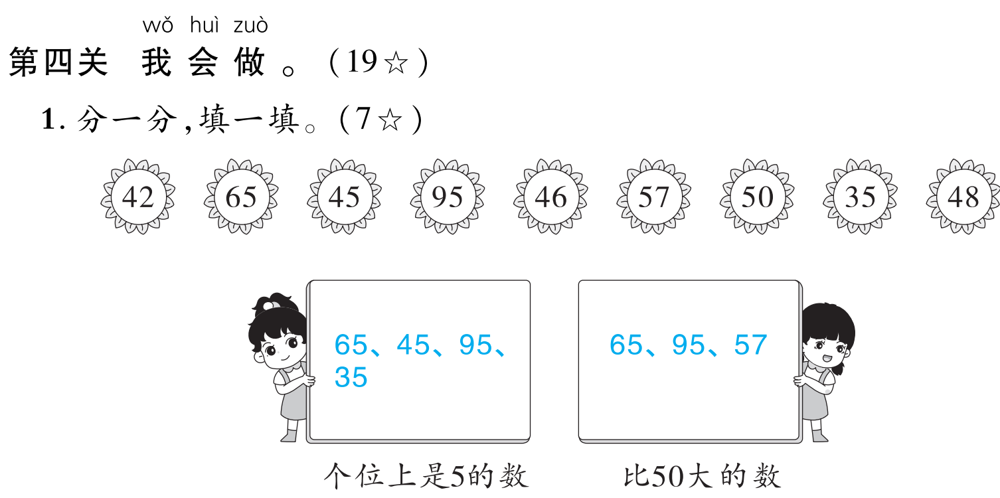 wǒ huì zuò
第四关 我会做。(19☆)
1. 分一分,填一填。(7☆)
42 65 45 95 46 57 50 35 48
65、45、95、
35
65、95、57
个位上是5的数
比50大的数